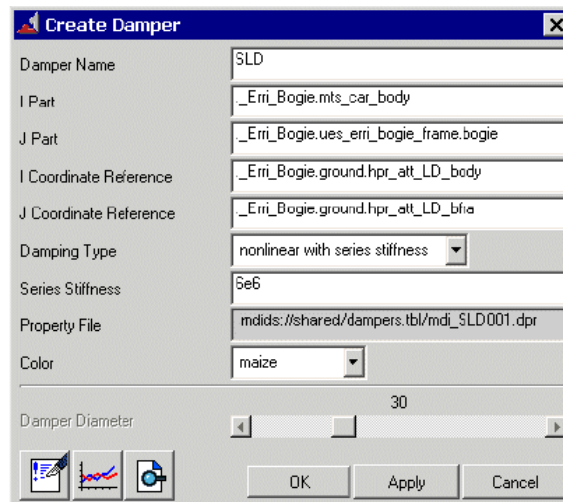 Create Damper
Damper Name SLD
I Part ._Erri_Bogie.mts_car_body
J Part ._Erri_Bogie.ues_erri_bogie_frame.bogie
I Coordinate Reference ._Erri_Bogie.ground.hpr_att_LD_body
J Coordinate Reference ._Erri_Bogie.ground.hpr_att_LD_bfra
Damping Type nonlinear with series stiffness
Series Stiffness 6e6
Property File mdids://shared/dampers.tbl/mdi_SLD001.dpr
Color maize
30
Damper Diameter
OK Apply Cancel